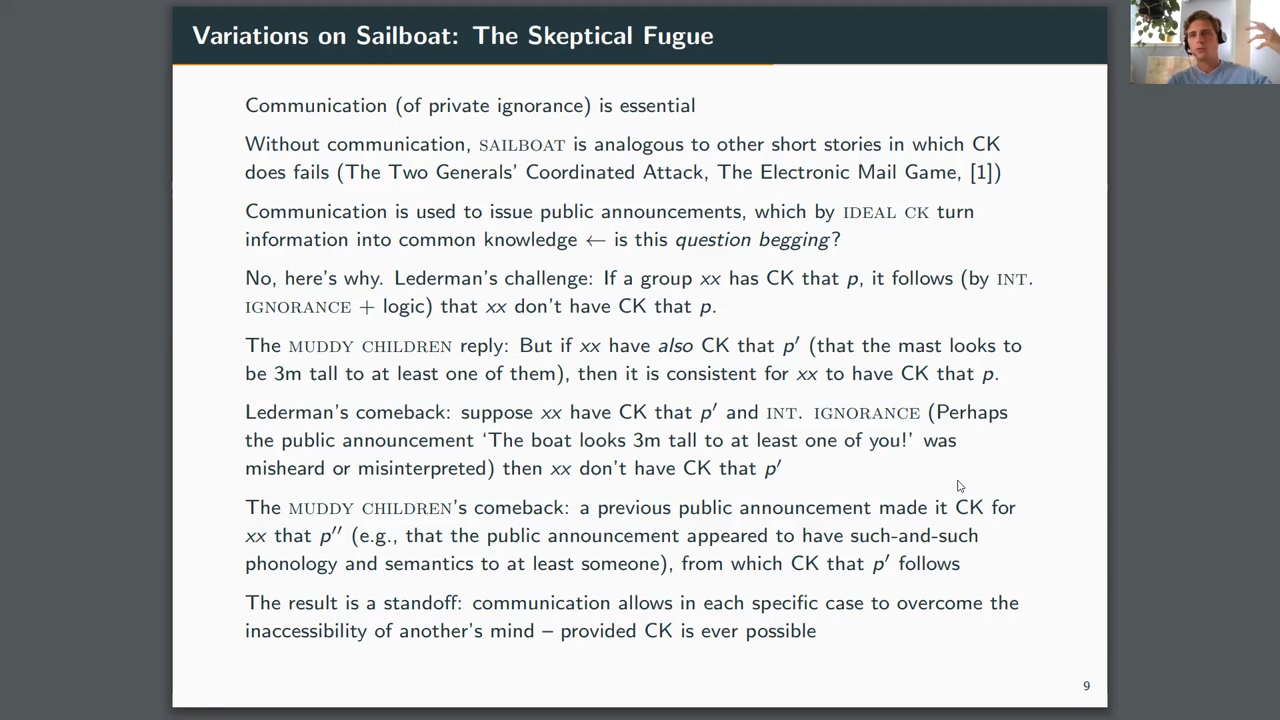 Variations on Sailboat: The Skeptical Fugue
Communication (of private ignorance) is essential
Without communication, SAILBOAT is analogous to other short stories in which CK
does fails (The Two Generals' Coordinated Attack, The Electronic Mail Game, [1])
Communication is used to issue public announcements, which by IDEAL CK turn
information into common knowledge ← is this question begging?
No, here's why. Lederman's challenge: If a group xx has CK that p, it follows (by INT.
IGNORANCE + logic) that xx don't have CK that p.
The MUDDY CHILDREN reply: But if xx have also CK that p′ (that the mast looks to
be 3m tall to at least one of them), then it is consistent for xx to have CK that p.
Lederman's comeback: suppose xx have CK that p′ and INT. IGNORANCE (Perhaps
the public announcement 'The boat looks 3m tall to at least one of you!' was
misheard or misinterpreted) then xx don't have CK that p′
The MUDDY CHILDREN's comeback: a previous public announcement made it CK for
xx that p′′ (e.g., that the public announcement appeared to have such-and-such
phonology and semantics to at least someone), from which CK that p′ follows
The result is a standoff: communication allows in each specific case to overcome the
inaccessibility of another's mind – provided CK is ever possible
9